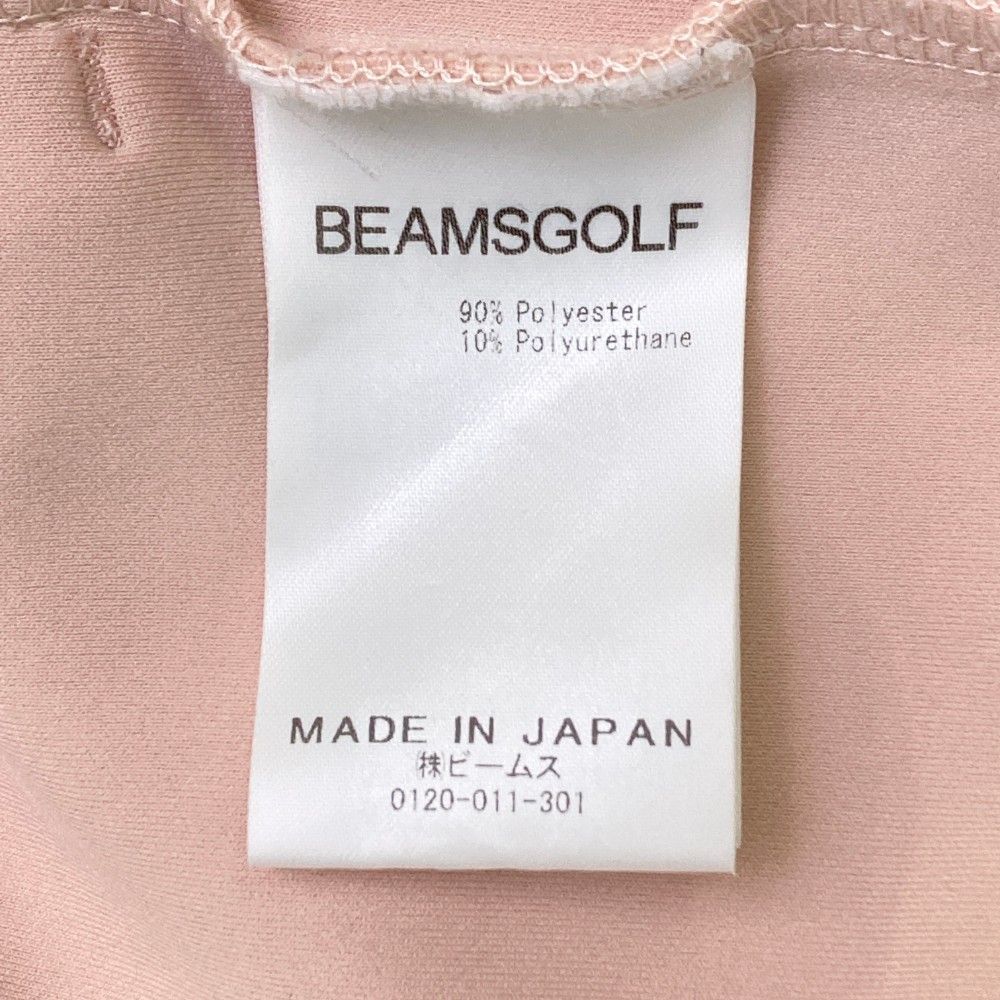 BEAMSGOLF
90% Polyester
10% Polyurethane
MADE IN JAPAN
㈱ビームス
0120-011-301